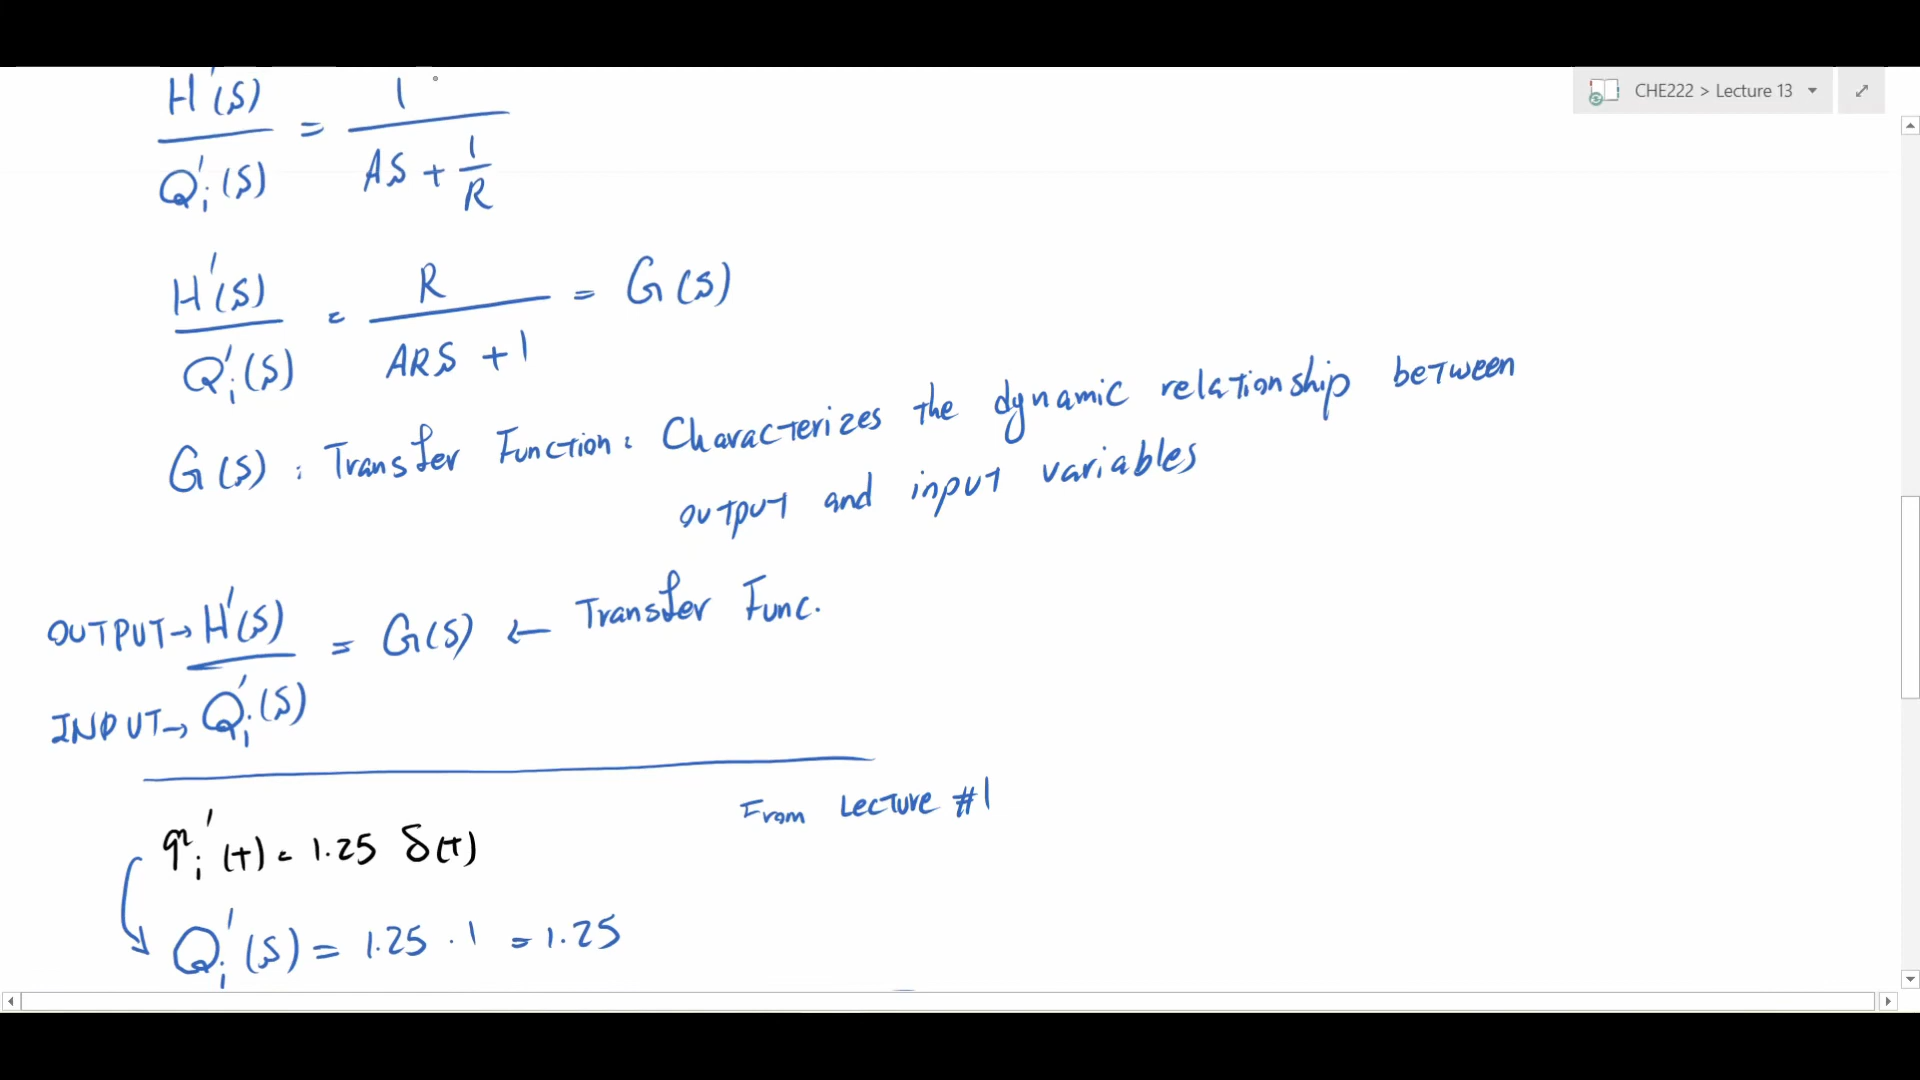 CHE222 > Lecture 13
H'(S) / Q'i(S) = 1 / (AS + 1/R)
H'(S) / Q'i(S) = R / (ARS + 1) = G(S)
G(S) : Transfer Function : Characterizes the dynamic relationship between
output and input variables
OUTPUT → H'(S) = G(S) ← Transfer Func.
INPUT → Q'i(S)
From Lecture #1
q'i(t) = 1.25 δ(t)
Q'i(S) = 1.25 · 1 = 1.25